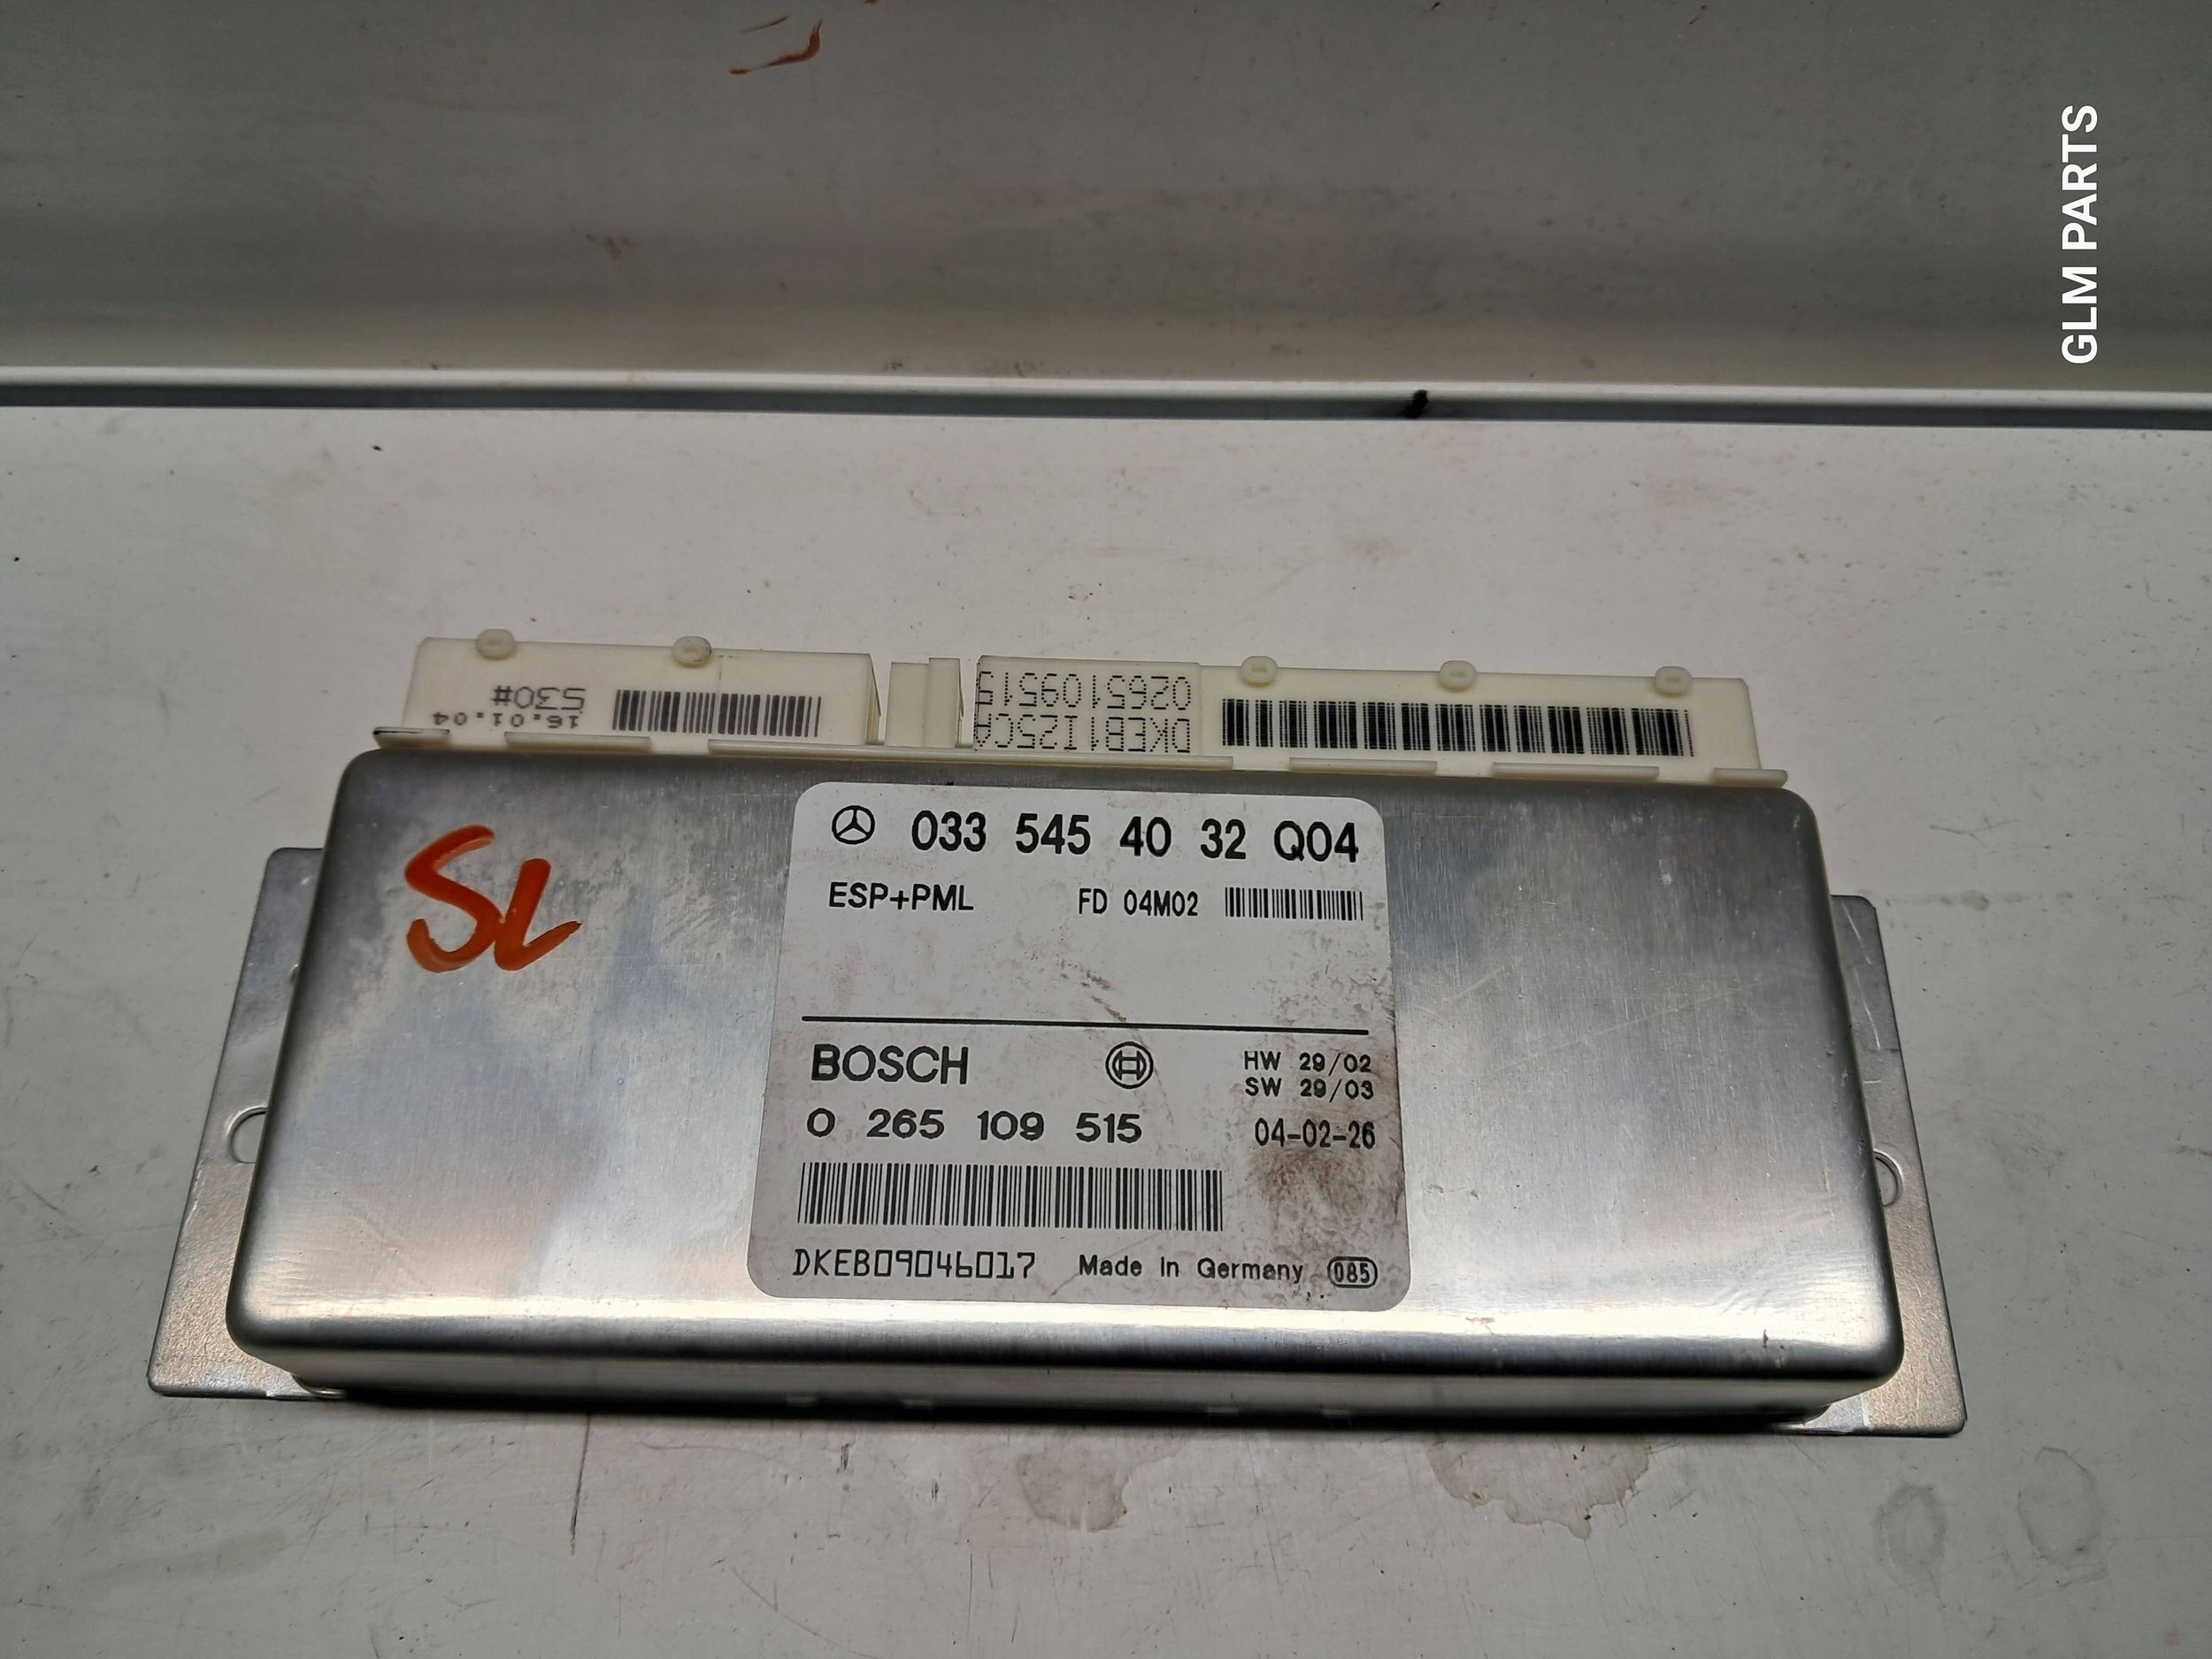 GLM PARTS
530#
16.01.04
0265109515
DKEB1I25CA
SL
033 545 40 32 Q04
ESP+PML FD 04M02
BOSCH HW 29/02
SW 29/03
0 265 109 515 04-02-26
DKEB09046017 Made in Germany 085